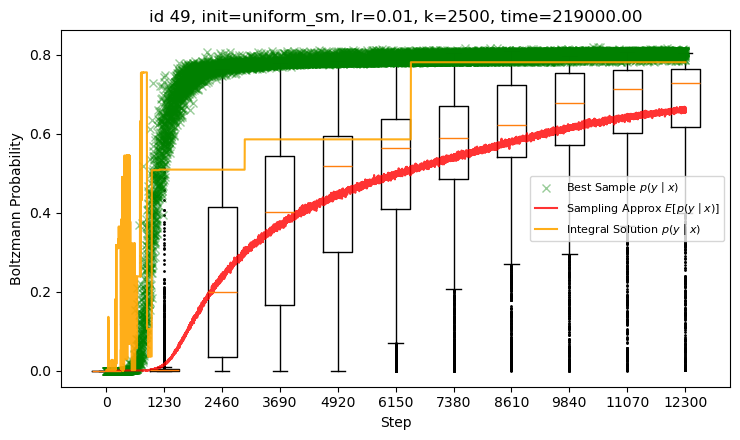 id 49, init=uniform_sm, lr=0.01, k=2500, time=219000.00
Boltzmann Probability
0.8
0.6
0.4
0.2
0.0
Best Sample p(y | x)
Sampling Approx E[p(y | x)]
Integral Solution p(y | x)
0 1230 2460 3690 4920 6150 7380 8610 9840 11070 12300
Step